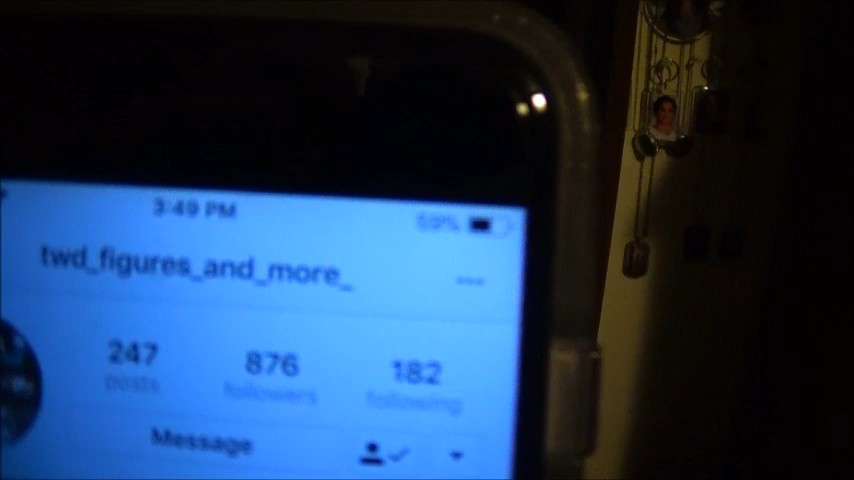 3:49 PM 59%
twd_figures_and_more_ ...
247 876 182
posts followers following
Message